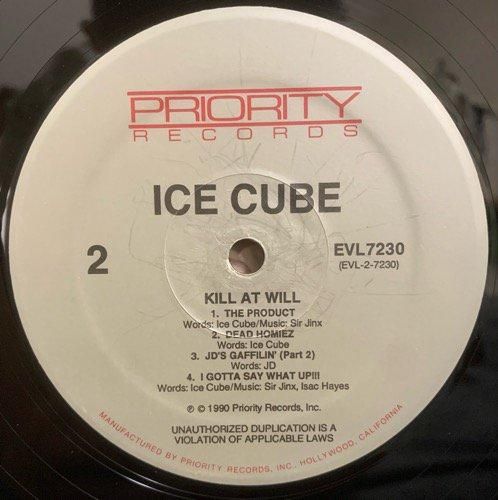 PRIORITY
RECORDS
ICE CUBE
2
EVL7230
(EVL-2-7230)
KILL AT WILL
1. THE PRODUCT
Words: Ice Cube/Music: Sir Jinx
2. DEAD HOMIEZ
Words: Ice Cube
3. JD'S GAFFILIN' (Part 2)
Words: JD
4. I GOTTA SAY WHAT UP!!!
Words: Ice Cube/Music: Sir Jinx, Isac Hayes
℗ © 1990 Priority Records, Inc.
UNAUTHORIZED DUPLICATION IS A
VIOLATION OF APPLICABLE LAWS
MANUFACTURED BY PRIORITY RECORDS, INC., HOLLYWOOD, CALIFORNIA